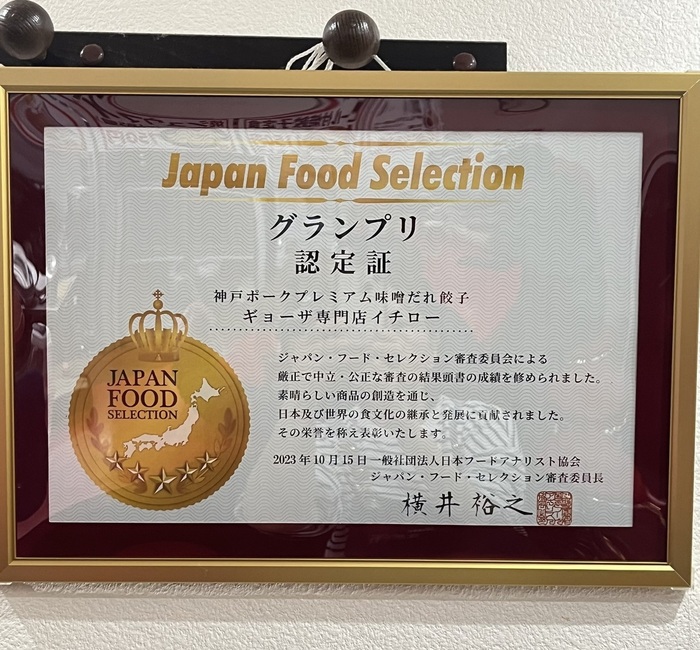 Japan Food Selection
グランプリ
認定証
神戸ポークプレミアム味噌だれ餃子
ギョーザ専門店イチロー
JAPAN
FOOD
SELECTION
ジャパン・フード・セレクション審査委員会による
厳正で中立・公正な審査の結果頭書の成績を修められました。
素晴らしい商品の創造を通じ、
日本及び世界の食文化の継承と発展に貢献されました。
その栄誉を称え表彰いたします。
2023年10月15日一般社団法人日本フードアナリスト協会
ジャパン・フード・セレクション審査委員長
横井裕之